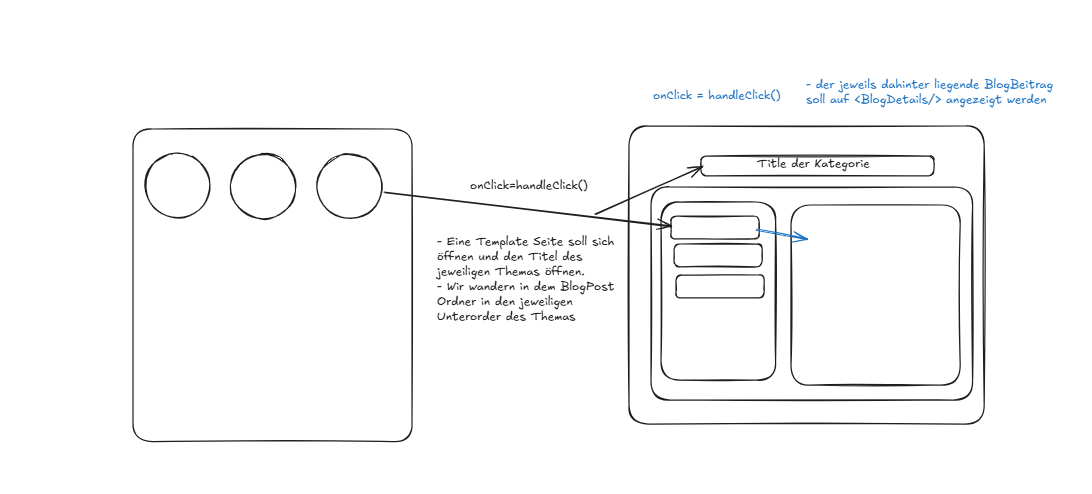 - der jeweils dahinter liegende BlogBeitrag
onClick = handleClick()
soll auf <BlogDetails/> angezeigt werden
Title der Kategorie
onClick=handleClick()
- Eine Template Seite soll sich
öffnen und den Titel des
jeweiligen Themas öffnen.
- Wir wandern in dem BlogPost
Ordner in den jeweiligen
Unterorder des Themas